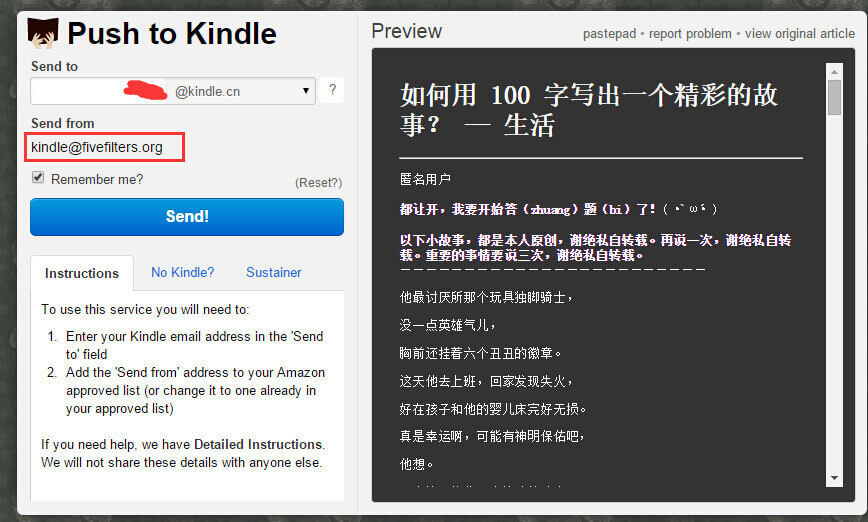 Push to Kindle
Send to
@kindle.cn
?
Send from
kindle@fivefilters.org
Remember me?
(Reset?)
Send!
Instructions
No Kindle?
Sustainer
To use this service you will need to:
1. Enter your Kindle email address in the 'Send
to' field
2. Add the 'Send from' address to your Amazon
approved list (or change it to one already in
your approved list)
If you need help, we have Detailed Instructions.
We will not share these details with anyone else.
Preview
pastepad • report problem • view original article
如何用 100 字写出一个精彩的故
事? — 生活
匿名用户
都让开,我要开始答(zhuang)题(bi)了!(•̀ω•́)
以下小故事,都是本人原创,谢绝私自转载。再说一次,谢绝私自转
载。重要的事情要说三次,谢绝私自转载。
————————————————————————
他最讨厌所那个玩具独脚骑士,
没一点英雄气儿,
胸前还挂着六个丑丑的徽章。
这天他去上班,回家发现失火,
好在孩子和他的婴儿床完好无损。
真是幸运啊,可能有神明保佑吧,
他想。